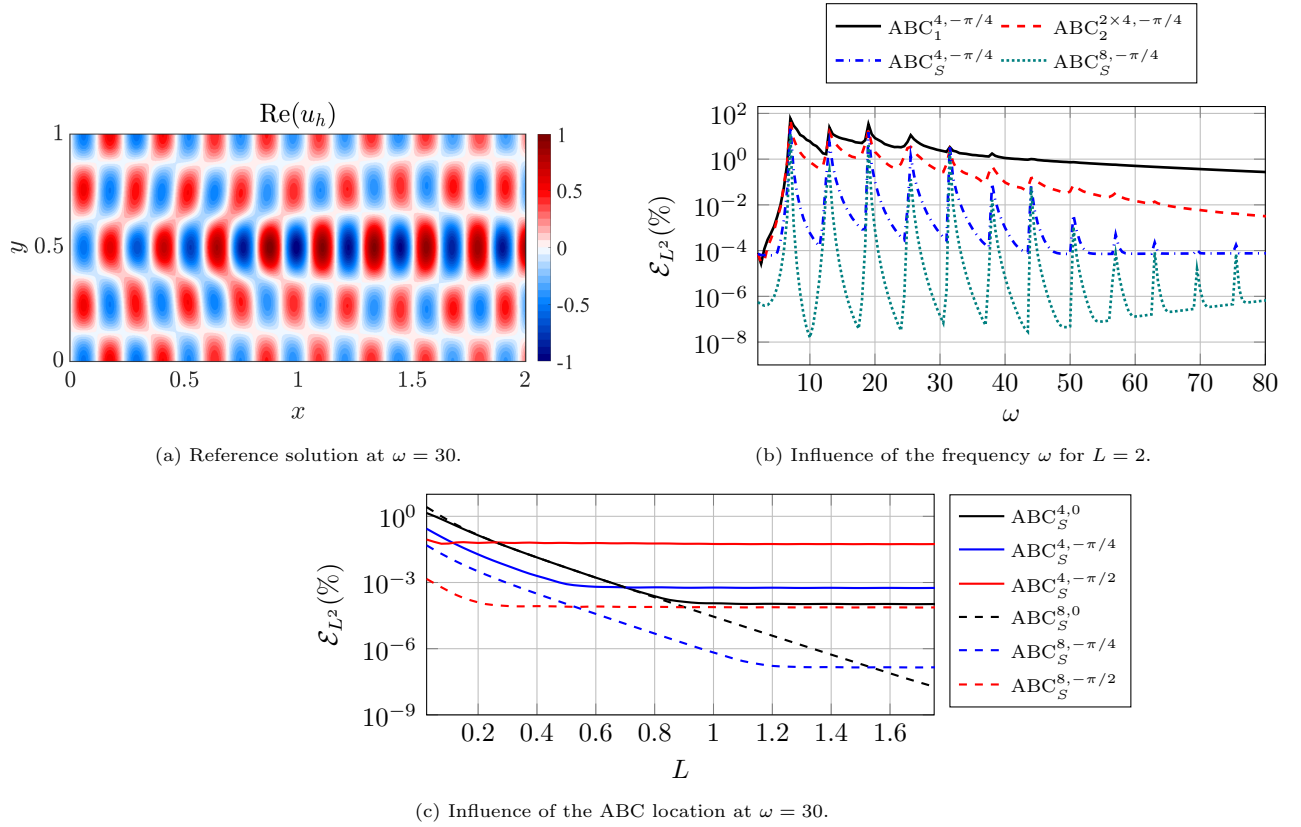 ABC_1^{4,−π/4} ABC_2^{2×4,−π/4}
ABC_S^{4,−π/4} ABC_S^{8,−π/4}
Re(u_h)
1
0.5
0
y
1
0.5
0
-0.5
-1
0 0.5 1 1.5 2
x
10^2
10^0
10^{−2}
10^{−4}
10^{−6}
10^{−8}
ℰ_{L^2}(%)
10 20 30 40 50 60 70 80
ω
(a) Reference solution at ω = 30.
(b) Influence of the frequency ω for L = 2.
10^0
10^{−3}
10^{−6}
10^{−9}
ℰ_{L^2}(%)
0.2 0.4 0.6 0.8 1 1.2 1.4 1.6
L
ABC_S^{4,0}
ABC_S^{4,−π/4}
ABC_S^{4,−π/2}
ABC_S^{8,0}
ABC_S^{8,−π/4}
ABC_S^{8,−π/2}
(c) Influence of the ABC location at ω = 30.